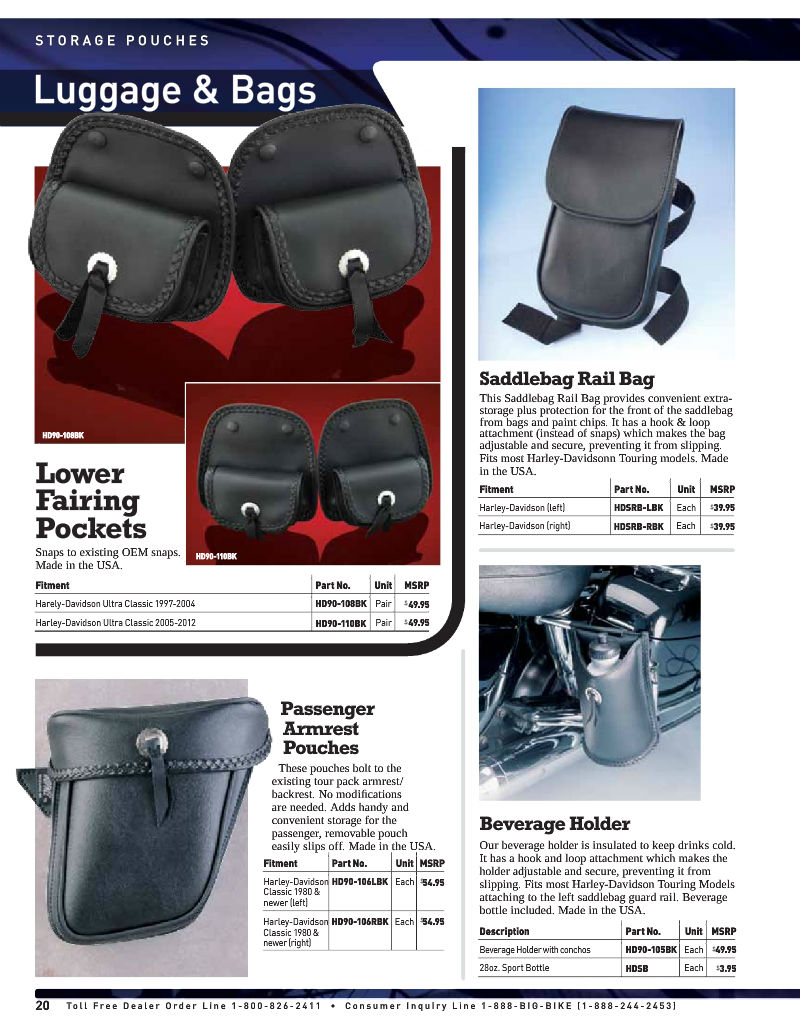 STORAGE POUCHES
Luggage & Bags
HD90-108BK
HD90-110BK
Lower
Fairing
Pockets
Snaps to existing OEM snaps.
Made in the USA.
Fitment Part No. Unit MSRP
Harely-Davidson Ultra Classic 1997-2004 HD90-108BK Pair $49.95
Harley-Davidson Ultra Classic 2005-2012 HD90-110BK Pair $49.95
Saddlebag Rail Bag
This Saddlebag Rail Bag provides convenient extra-
storage plus protection for the front of the saddlebag
from bags and paint chips. It has a hook & loop
attachment (instead of snaps) which makes the bag
adjustable and secure, preventing it from slipping.
Fits most Harley-Davidsonn Touring models. Made
in the USA.
Fitment Part No. Unit MSRP
Harley-Davidson (left) HDSRB-LBK Each $39.95
Harley-Davidson (right) HDSRB-RBK Each $39.95
Passenger
Armrest
Pouches
These pouches bolt to the
existing tour pack armrest/
backrest. No modifications
are needed. Adds handy and
convenient storage for the
passenger, removable pouch
easily slips off. Made in the USA.
Fitment Part No. Unit MSRP
Harley-Davidson HD90-106LBK Each $54.95
Classic 1980 &
newer (left)
Harley-Davidson HD90-106RBK Each $54.95
Classic 1980 &
newer (right)
Beverage Holder
Our beverage holder is insulated to keep drinks cold.
It has a hook and loop attachment which makes the
holder adjustable and secure, preventing it from
slipping. Fits most Harley-Davidson Touring Models
attaching to the left saddlebag guard rail. Beverage
bottle included. Made in the USA.
Description Part No. Unit MSRP
Beverage Holder with conchos HD90-105BK Each $49.95
28oz. Sport Bottle HDSB Each $3.95
20 Toll Free Dealer Order Line 1-800-826-2411 • Consumer Inquiry Line 1-888-BIG-BIKE (1-888-244-2453)